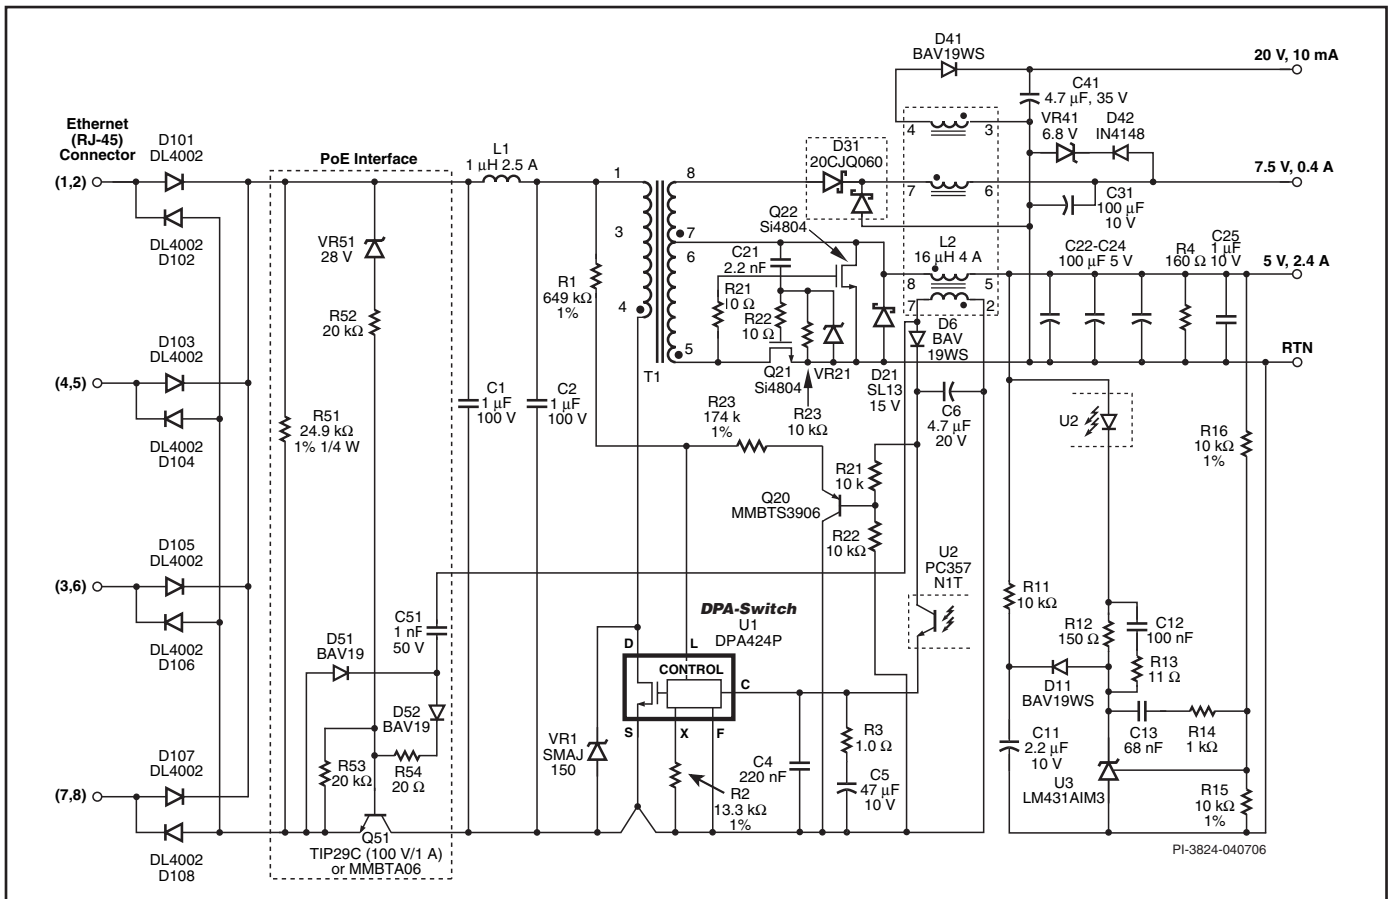 D41
BAV19WS
20 V, 10 mA
C41
4.7 µF, 35 V
Ethernet
(RJ-45)
Connector
D101
DL4002
PoE Interface
L1
1 µH 2.5 A
4
3
VR41
6.8 V
D42
IN4148
D31
20CJQ060
(1,2)
1
8
7
6
7.5 V, 0.4 A
DL4002
D102
VR51
28 V
3
7
6
Q22
Si4804
C31
100 µF
10 V
C21
2.2 nF
L2
16 µH 4 A
C22-C24
100 µF 5 V
R4
160 Ω
C25
1 µF
10 V
5 V, 2.4 A
R1
649 kΩ
1%
4
R21
10 Ω
R22
10 Ω
8
5
7
2
R52
20 kΩ
D6
BAV
19WS
D103
DL4002
5
RTN
T1
Q21
Si4804
VR21
D21
SL13
15 V
(4,5)
C1
1 µF
100 V
C2
1 µF
100 V
R23
174 k
1%
R23
10 kΩ
C6
4.7 µF
20 V
U2
R51
24.9 kΩ
1% 1/4 W
DL4002
D104
R16
10 kΩ
1%
R21
10 k
Q20
MMBTS3906
R22
10 kΩ
D105
DL4002
U2
PC357
N1T
(3,6)
R11
10 kΩ
DPA-Switch
U1
DPA424P
C51
1 nF
50 V
R12
150 Ω
C12
100 nF
DL4002
D106
D51
BAV19
D
L
CONTROL
C
R13
11 Ω
D11
BAV19WS
D52
BAV19
S
X
F
VR1
SMAJ
150
R3
1.0 Ω
C13
68 nF
R14
1 kΩ
C11
2.2 µF
10 V
D107
DL4002
R53
20 kΩ
R54
20 Ω
C4
220 nF
C5
47 µF
10 V
U3
LM431AIM3
(7,8)
R2
13.3 kΩ
1%
R15
10 kΩ
1%
DL4002
D108
Q51
TIP29C (100 V/1 A)
or MMBTA06
PI-3824-040706